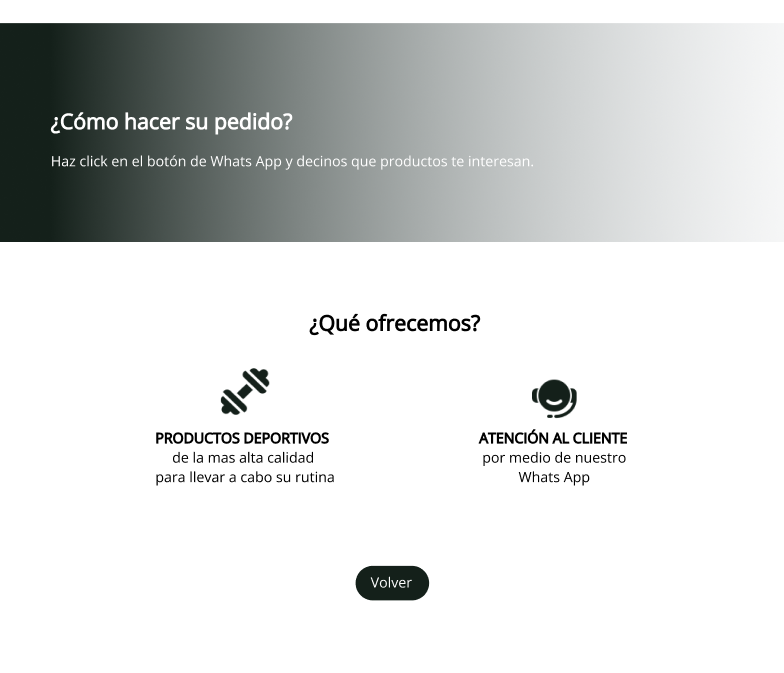 ¿Cómo hacer su pedido?
Haz click en el botón de Whats App y decinos que productos te interesan.
¿Qué ofrecemos?
PRODUCTOS DEPORTIVOS
de la mas alta calidad
para llevar a cabo su rutina
ATENCIÓN AL CLIENTE
por medio de nuestro
Whats App
Volver